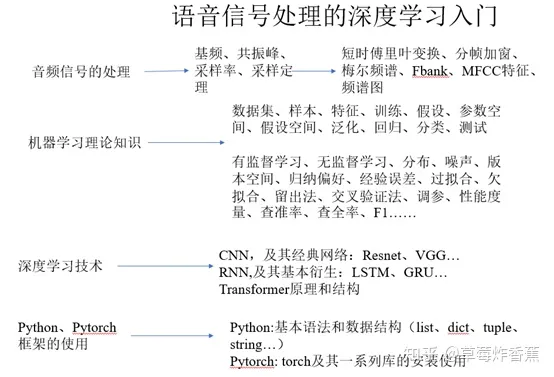 语音信号处理的深度学习入门
音频信号的处理
基频、共振峰、
采样率、采样定
理
短时傅里叶变换、分帧加窗、
梅尔频谱、Fbank、MFCC特征、
频谱图
机器学习理论知识
数据集、样本、特征、训练、假设、参数空
间、假设空间、泛化、回归、分类、测试
有监督学习、无监督学习、分布、噪声、版
本空间、归纳偏好、经验误差、过拟合、欠
拟合、留出法、交叉验证法、调参、性能度
量、查准率、查全率、F1……
深度学习技术
CNN，及其经典网络：Resnet、VGG…
RNN,及其基本衍生：LSTM、GRU…
Transformer原理和结构
Python、Pytorch
框架的使用
Python:基本语法和数据结构（list、dict、tuple、
string…）
Pytorch: torch及其一系列库的安装使用
知乎 @草莓炸香蕉